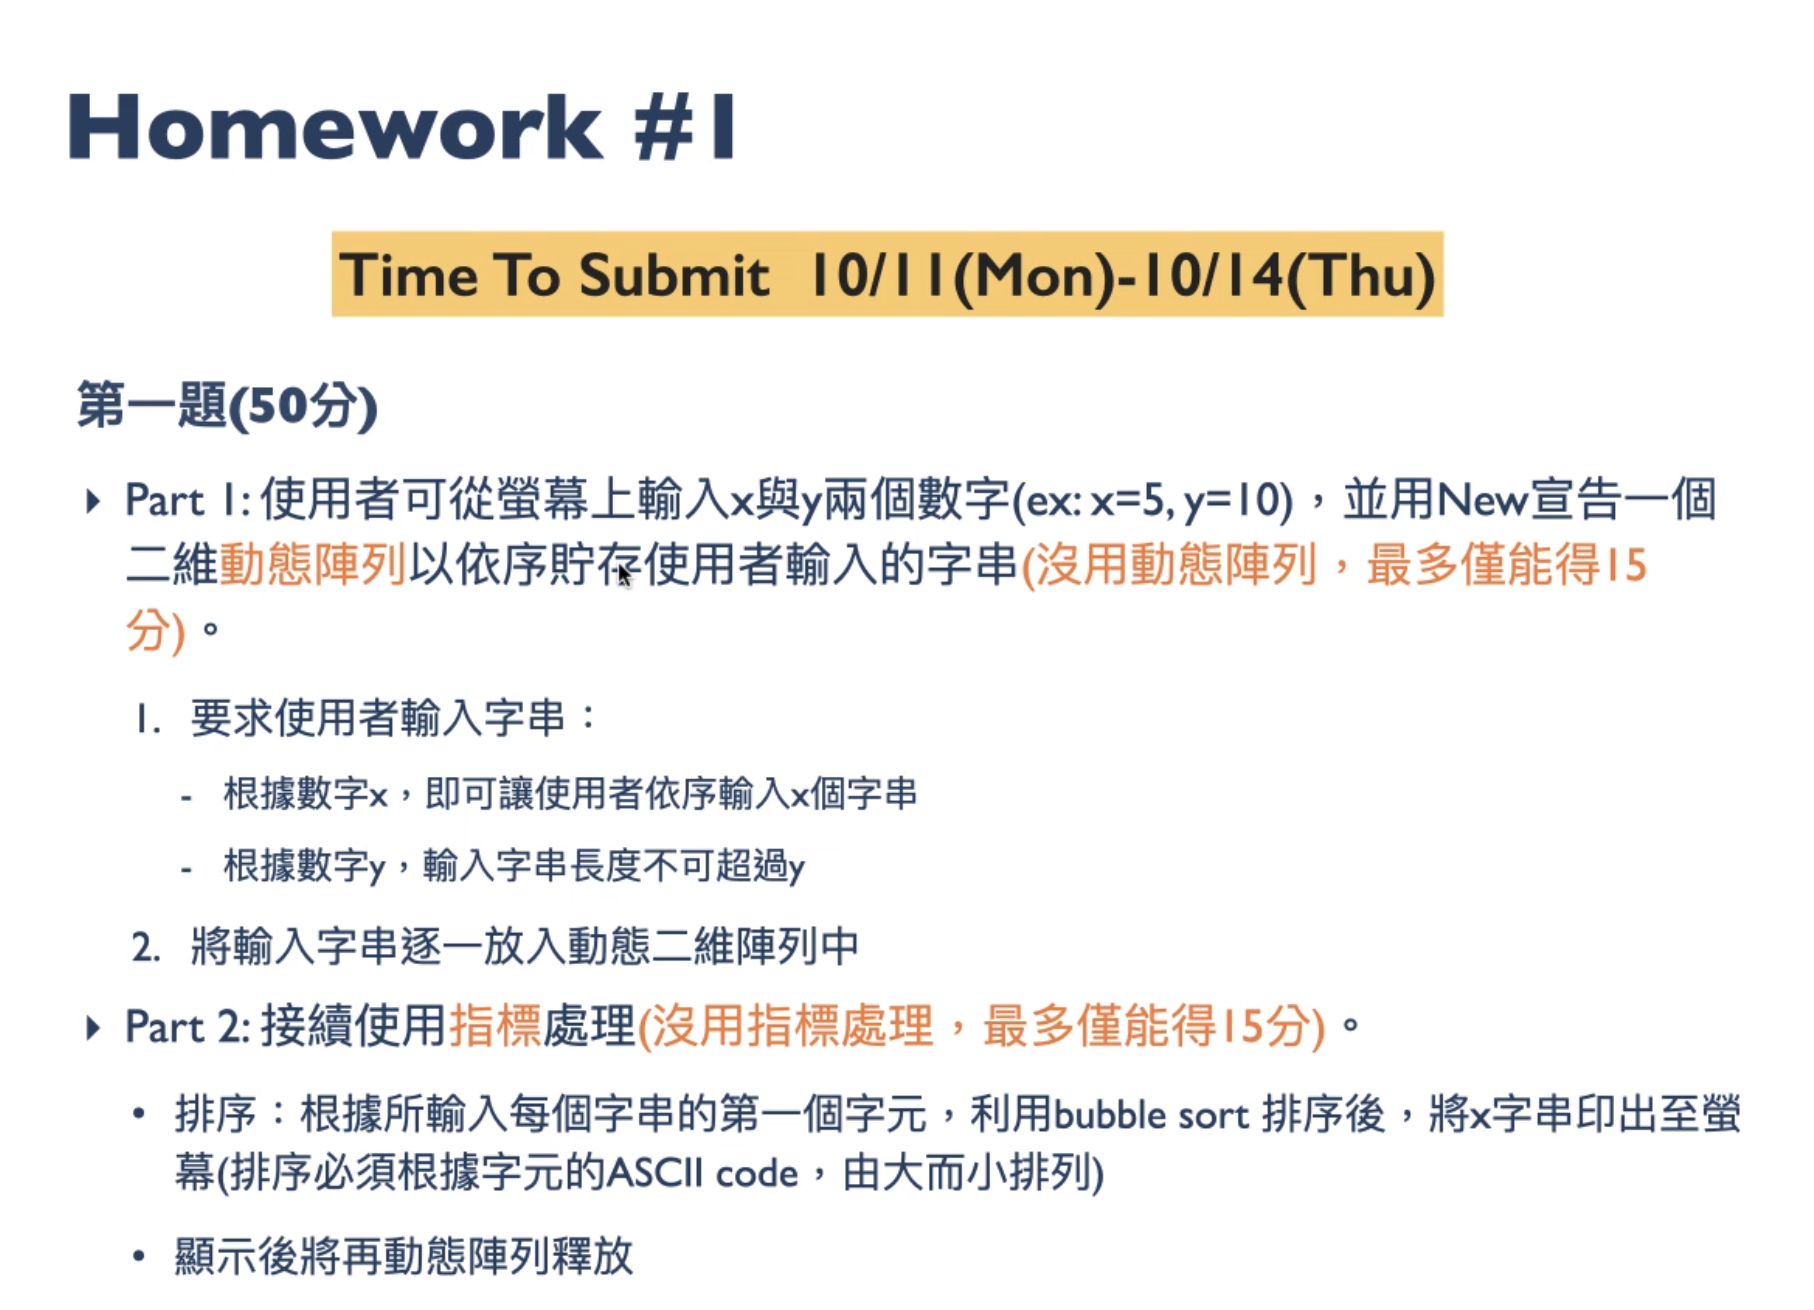 Homework #1
Time To Submit 10/11(Mon)-10/14(Thu)
第一題(50分)
Part 1: 使用者可從螢幕上輸入x與y兩個數字(ex: x=5, y=10)，並用New宣告一個
二維動態陣列以依序貯存使用者輸入的字串(沒用動態陣列，最多僅能得15
分)。
1. 要求使用者輸入字串：
- 根據數字x，即可讓使用者依序輸入x個字串
- 根據數字y，輸入字串長度不可超過y
2. 將輸入字串逐一放入動態二維陣列中
Part 2: 接續使用指標處理(沒用指標處理，最多僅能得15分)。
• 排序：根據所輸入每個字串的第一個字元，利用bubble sort 排序後，將x字串印出至螢
幕(排序必須根據字元的ASCII code，由大而小排列)
• 顯示後將再動態陣列釋放